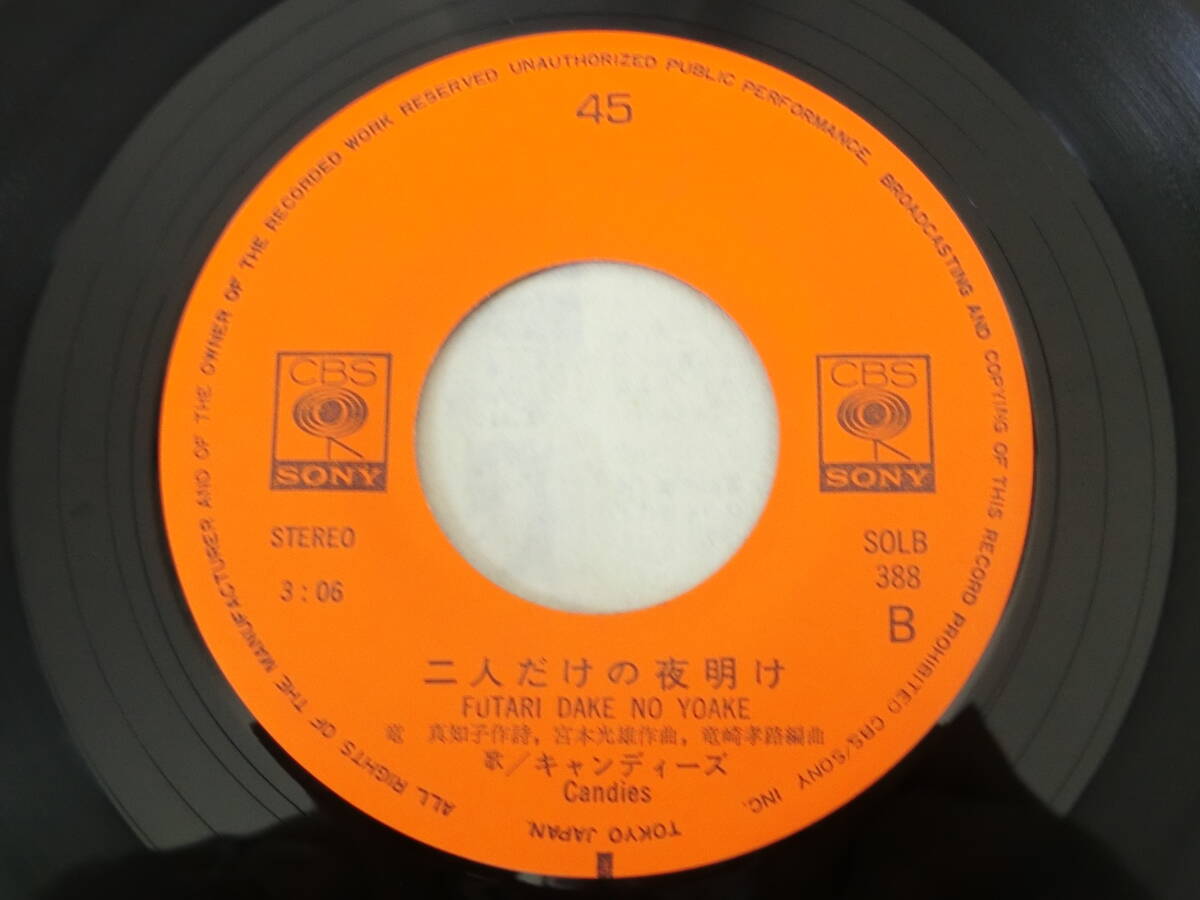 45
ALL RIGHTS OF THE MANUFACTURER AND OF THE OWNER OF THE RECORDED WORK RESERVED UNAUTHORIZED PUBLIC PERFORMANCE. BROADCASTING AND COPYING OF THIS RECORD PROHIBITED CBS/SONY INC. TOKYO JAPAN.
CBS
SONY
CBS
SONY
STEREO
3:06
SOLB
388
B
二人だけの夜明け
FUTARI DAKE NO YOAKE
竜 真知子作詩, 宮本光雄作曲, 竜崎孝路編曲
歌／キャンディーズ
Candies